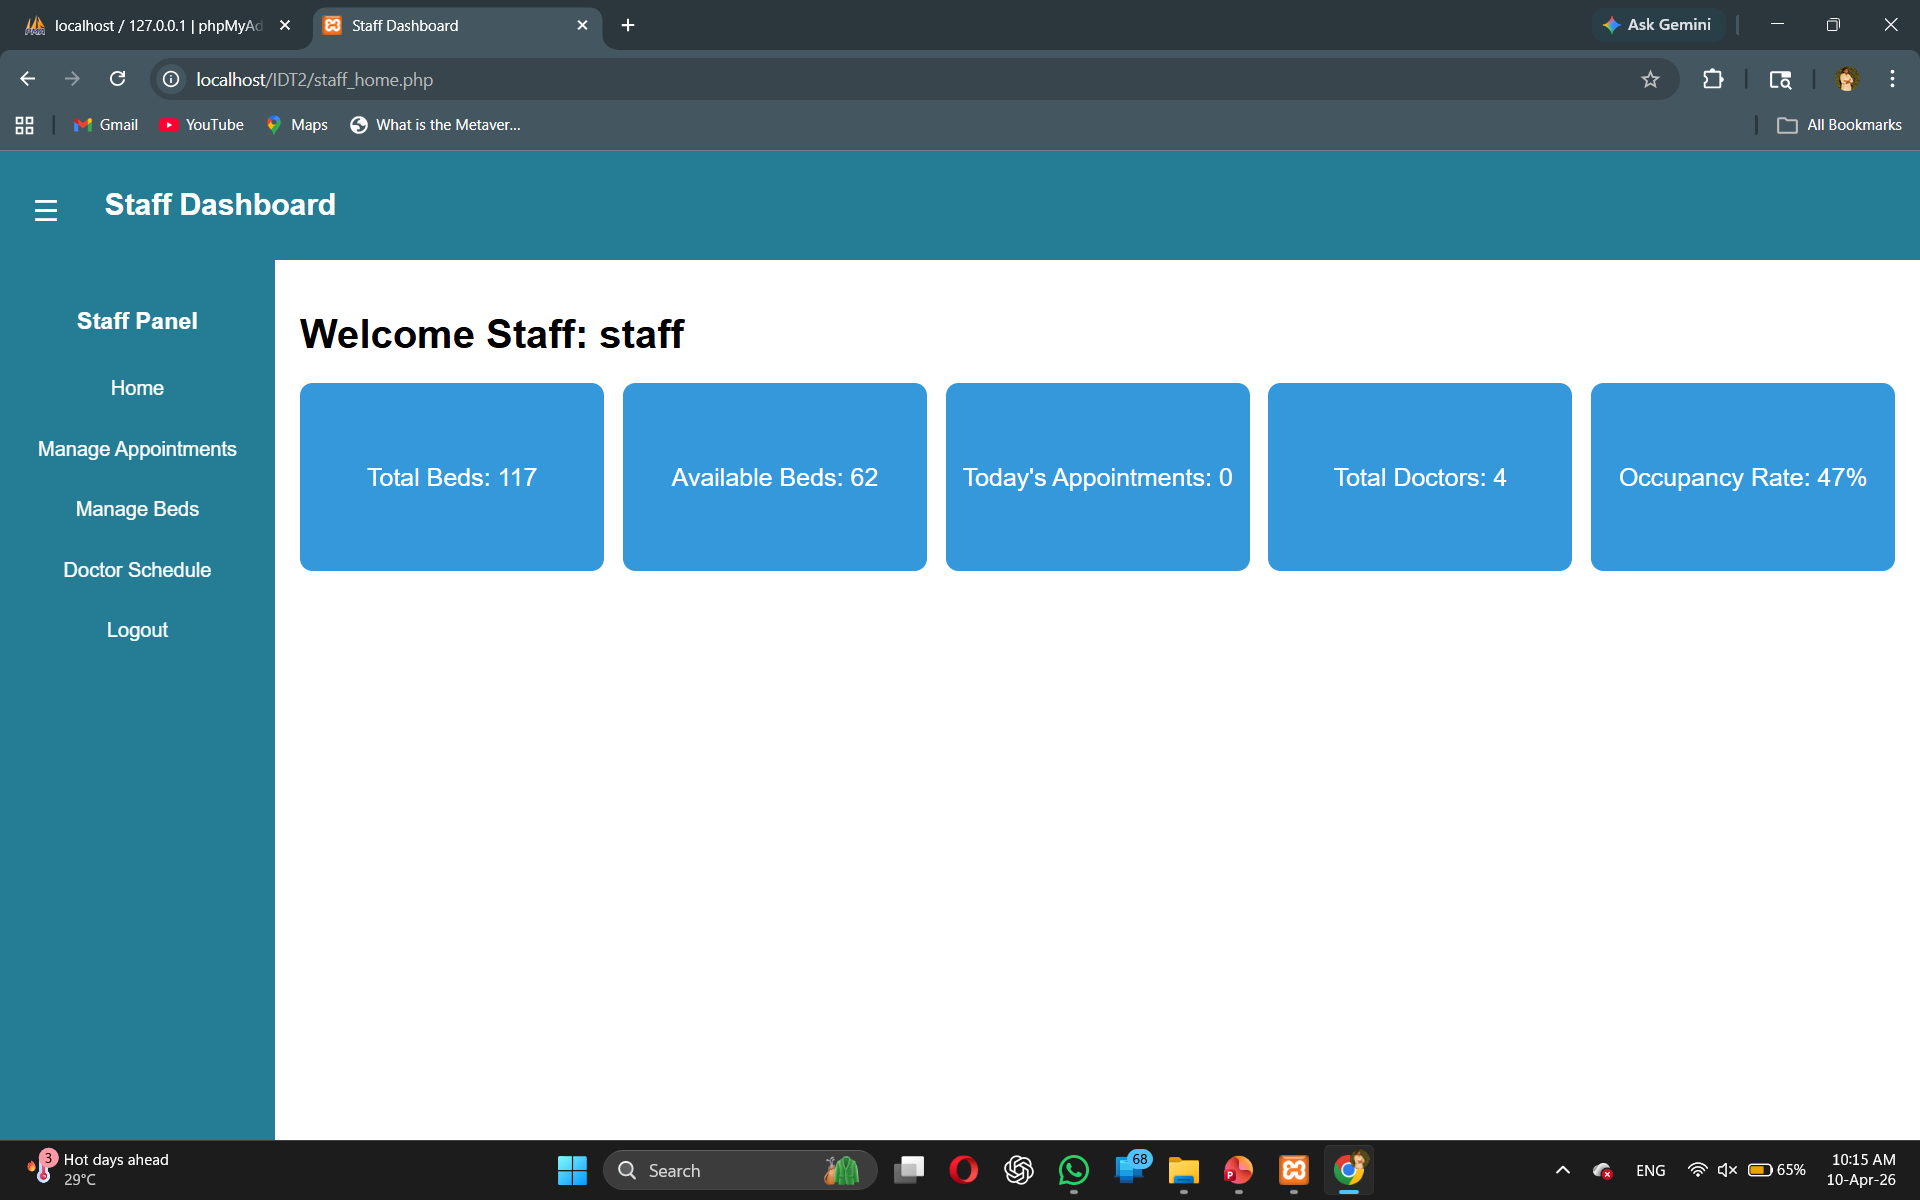 localhost / 127.0.0.1 | phpMyAd
Staff Dashboard
Ask Gemini
localhost/IDT2/staff_home.php
Gmail
YouTube
Maps
What is the Metaver...
All Bookmarks
Staff Dashboard
Staff Panel
Home
Manage Appointments
Manage Beds
Doctor Schedule
Logout
Welcome Staff: staff
Total Beds: 117
Available Beds: 62
Today's Appointments: 0
Total Doctors: 4
Occupancy Rate: 47%
3
Hot days ahead
29°C
Search
68
ENG
65%
10:15 AM
10-Apr-26